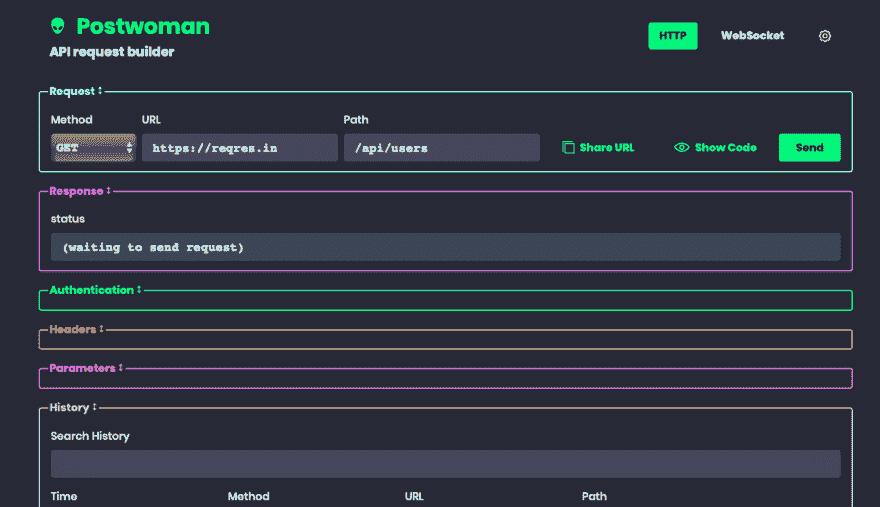 Postwoman
API request builder
HTTP WebSocket
Request ↕
Method URL Path
GET https://reqres.in /api/users Share URL Show Code Send
Response ↕
status
(waiting to send request)
Authentication ↕
Headers ↕
Parameters ↕
History ↕
Search History
Time Method URL Path